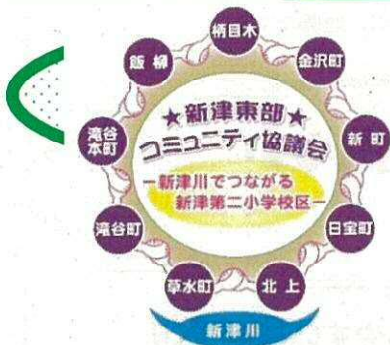 柄目木
金沢町
新町
日宝町
北上
草水町
滝谷町
滝谷
本町
飯柳
★新津東部★
コミュニティ協議会
ー新津川でつながる
新津第二小学校区ー
新津川